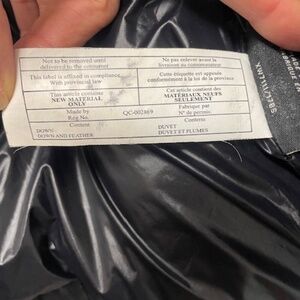 Not to be removed until
delivered to the consumer
Ne pas enlever avant la
livraison au consommateur
This label is affixed in compliance
With provincial law
Cette étiquette est apposée
conformément à la loi de la province
This article contains
NEW MATERIAL
ONLY
Cet article contient des
MATÉRIAUX NEUFS
SEULEMENT
Made by
Reg No.
QC-002869
Fabriqué par
N° de permis
Content
Contenu
DOWN
DOWN AND FEATHER
DUVET
DUVET ET PLUMES